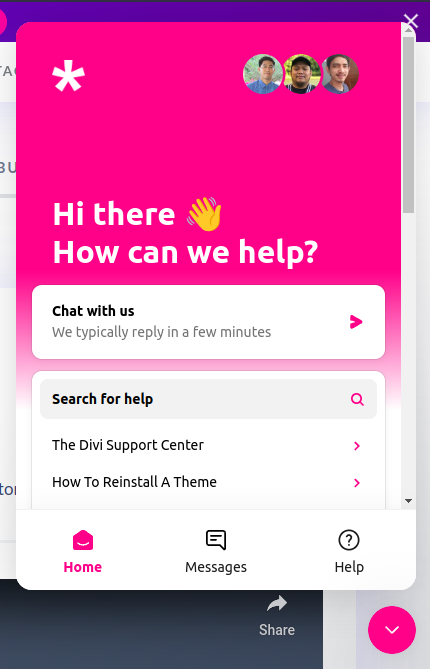 Hi there 👋
How can we help?
Chat with us
We typically reply in a few minutes
Search for help
The Divi Support Center
How To Reinstall A Theme
Home
Messages
Help
Share